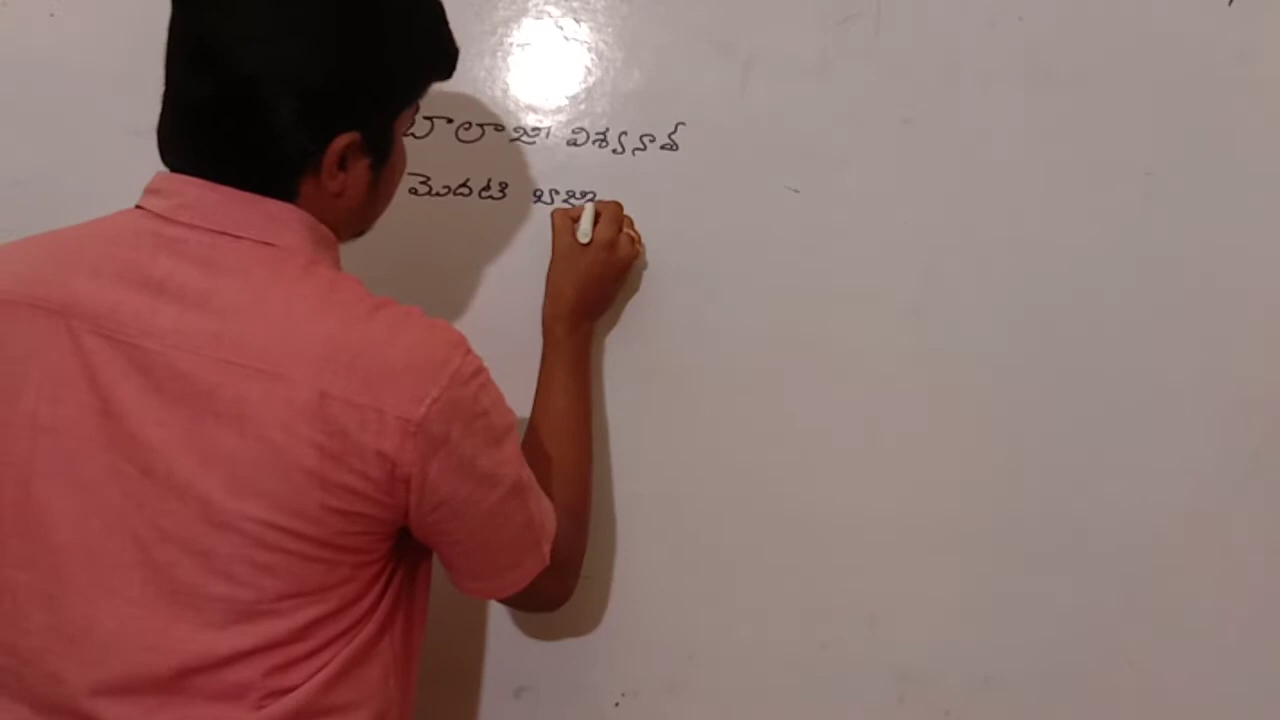 బాలాజీ విశ్వనాథ్
మొదటి బాజీ